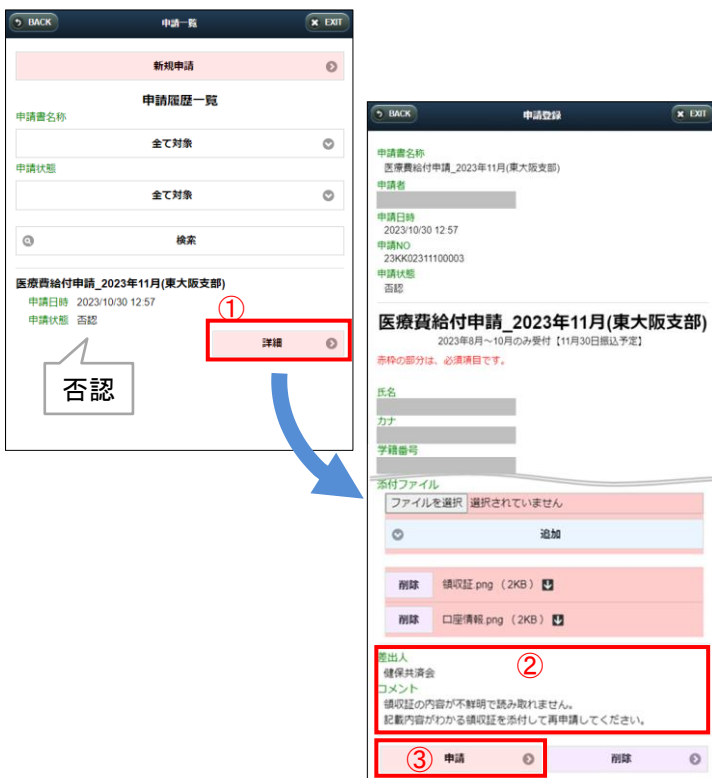 BACK
申請一覧
EXIT
新規申請
申請履歴一覧
申請書名称
全て対象
申請状態
全て対象
検索
医療費給付申請_2023年11月(東大阪支部)
申請日時 2023/10/30 12:57
申請状態 否認
①
詳細
否認
BACK
申請登録
EXIT
申請書名称
医療費給付申請_2023年11月(東大阪支部)
申請者
申請日時
2023/10/30 12:57
申請NO
23KK02311100003
申請状態
否認
医療費給付申請_2023年11月(東大阪支部)
2023年8月～10月のみ受付【11月30日振込予定】
赤枠の部分は、必須項目です。
氏名
カナ
学籍番号
添付ファイル
ファイルを選択 選択されていません
追加
削除 領収証.png (2KB)
削除 口座情報.png (2KB)
差出人
②
健保共済会
コメント
領収証の内容が不鮮明で読み取れません。
記載内容がわかる領収証を添付して再申請してください。
③ 申請
削除